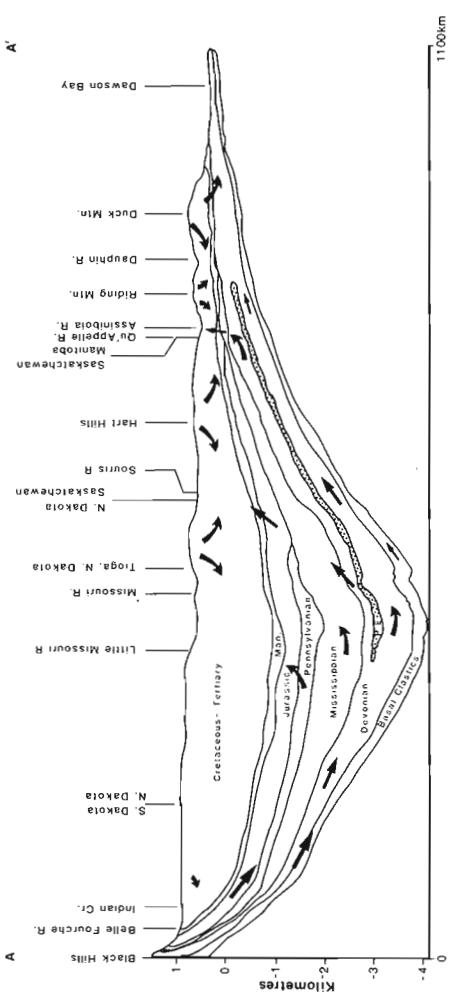 A
A'
Black Hills
Belle Fourche R.
Indian Cr.
S. Dakota
N. Dakota
Little Missouri R
Missouri R.
Tioga. N. Dakota
N. Dakota
Saskatchewan
Souris R
Hart Hills
Saskatchewan
Manitoba
Qu'Appelle R.
Assiniboia R
Riding Mtn.
Dauphin R
Duck Mtn.
Dawson Bay
Cretaceous-Tertiary
Man.
Jurassic
Pennsylvanian
Mississippian
Devonian
Basal Clastics
Kilometres
1
0
-1
-2
-3
-4
0
1100km